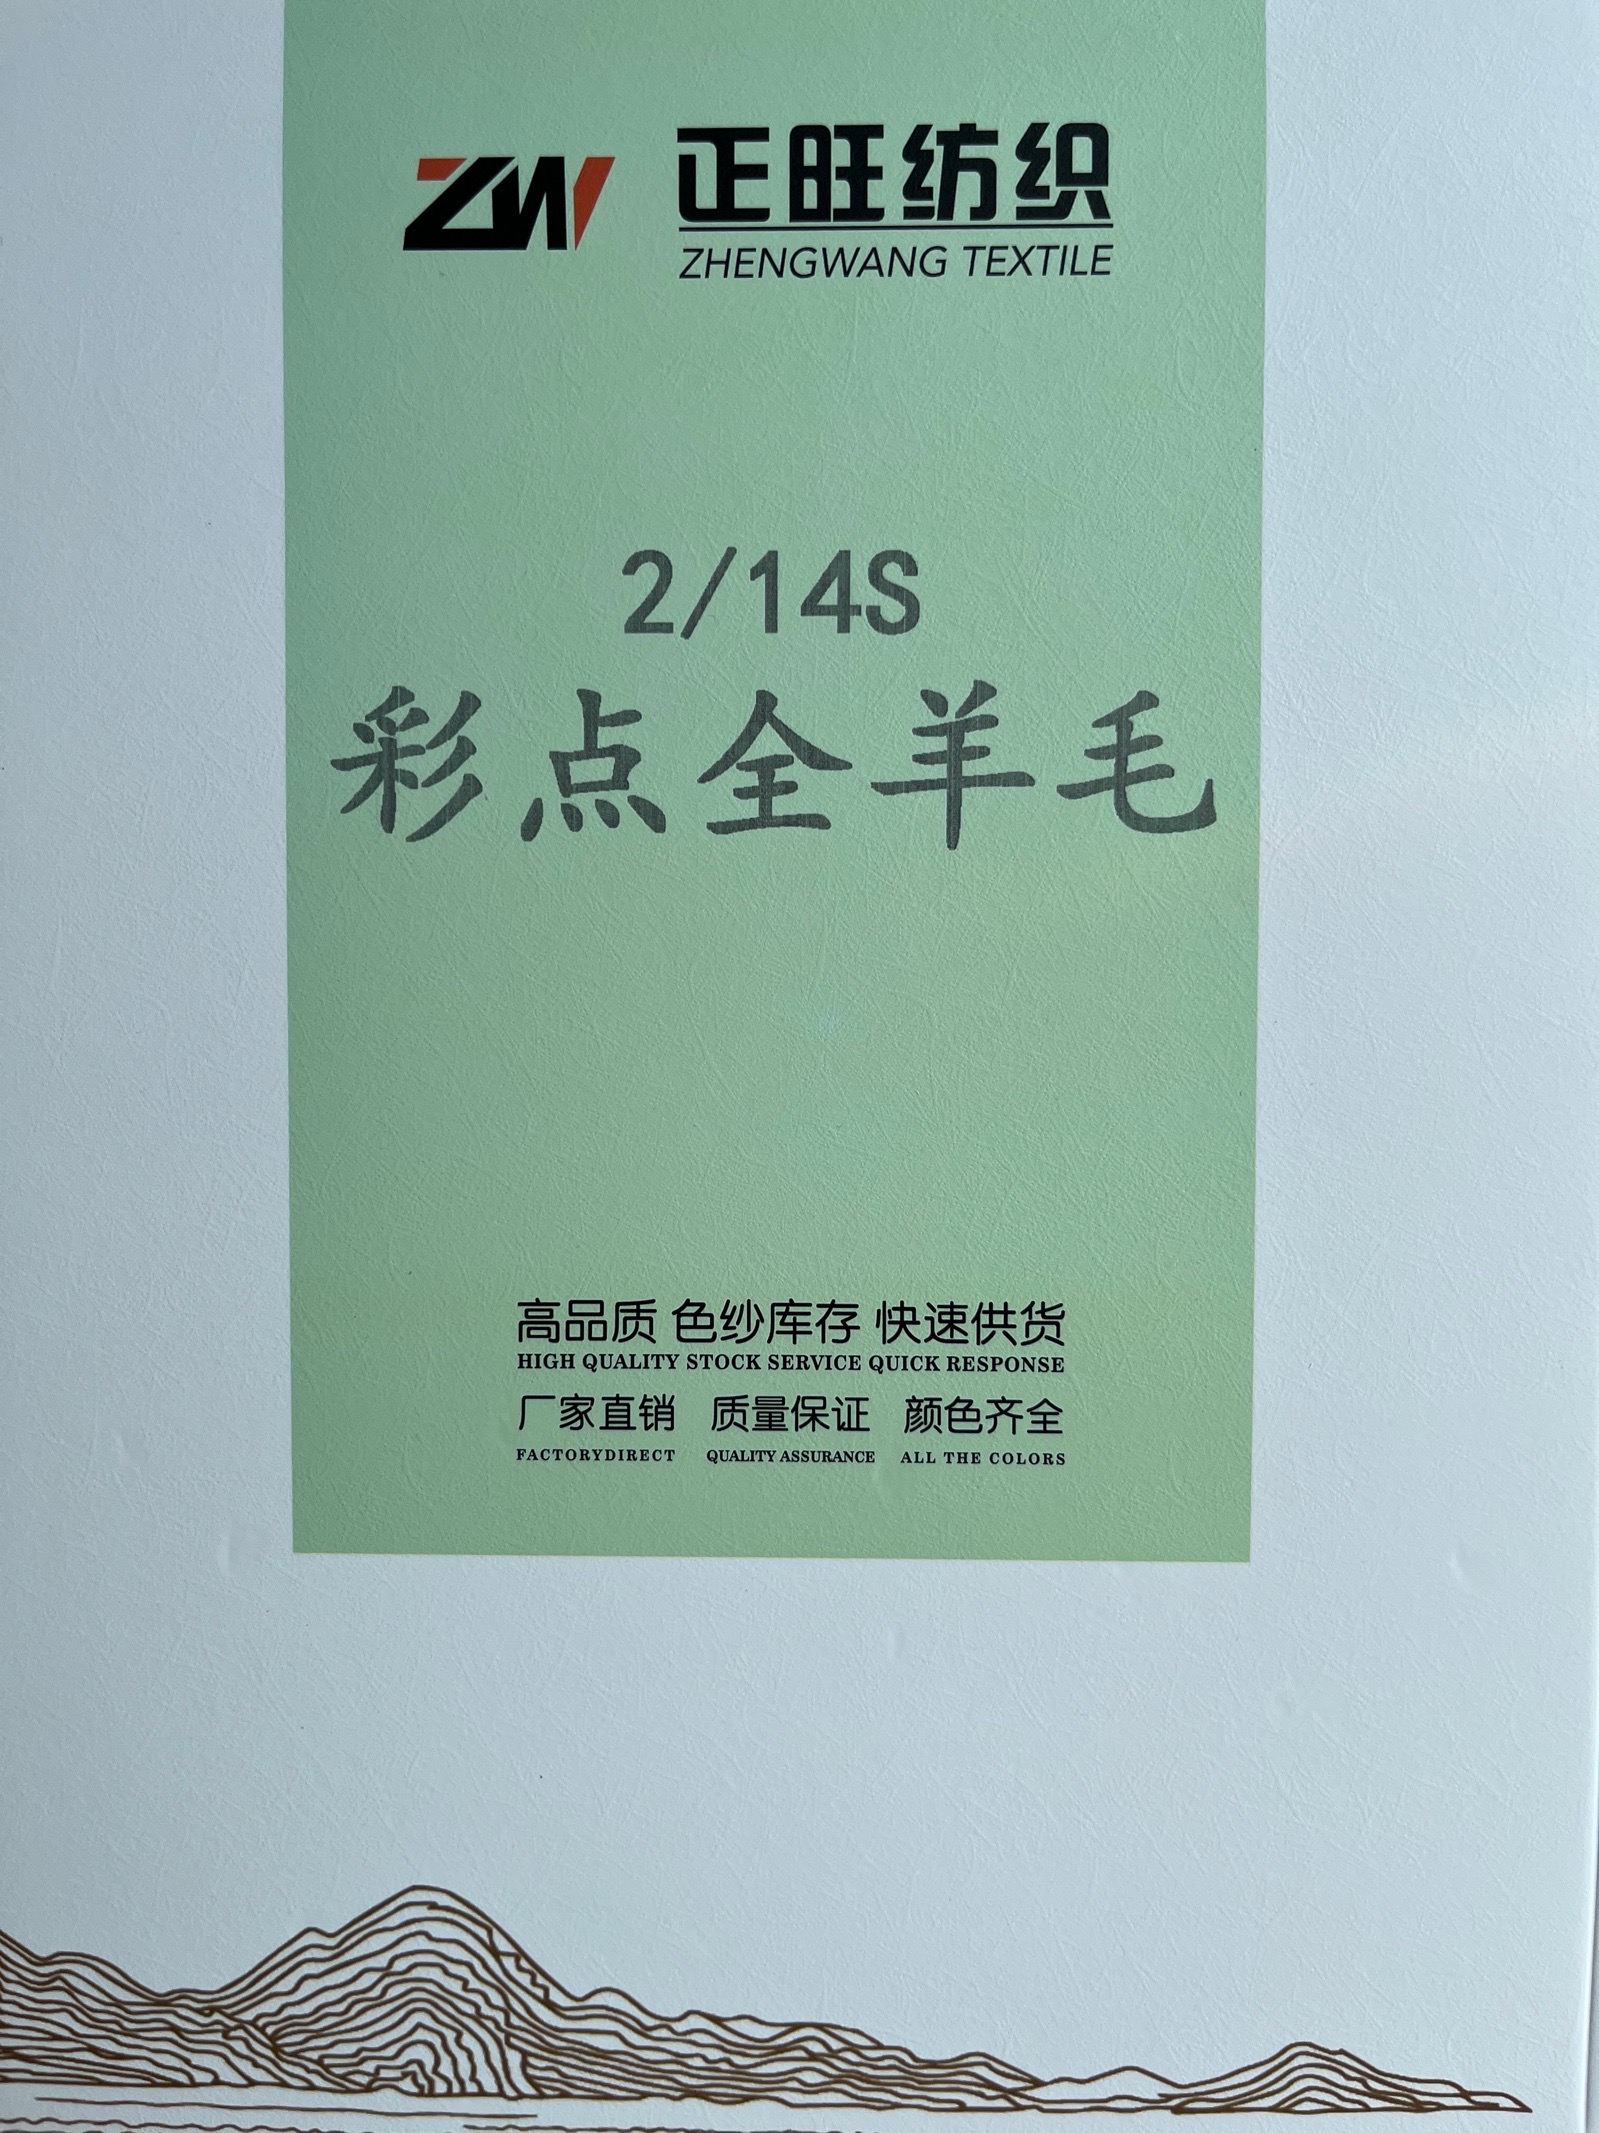 ZW 正旺纺织
ZHENGWANG TEXTILE
2/14S
彩点全羊毛
高品质 色纱库存 快速供货
HIGH QUALITY STOCK SERVICE QUICK RESPONSE
厂家直销 质量保证 颜色齐全
FACTORYDIRECT QUALITY ASSURANCE ALL THE COLORS